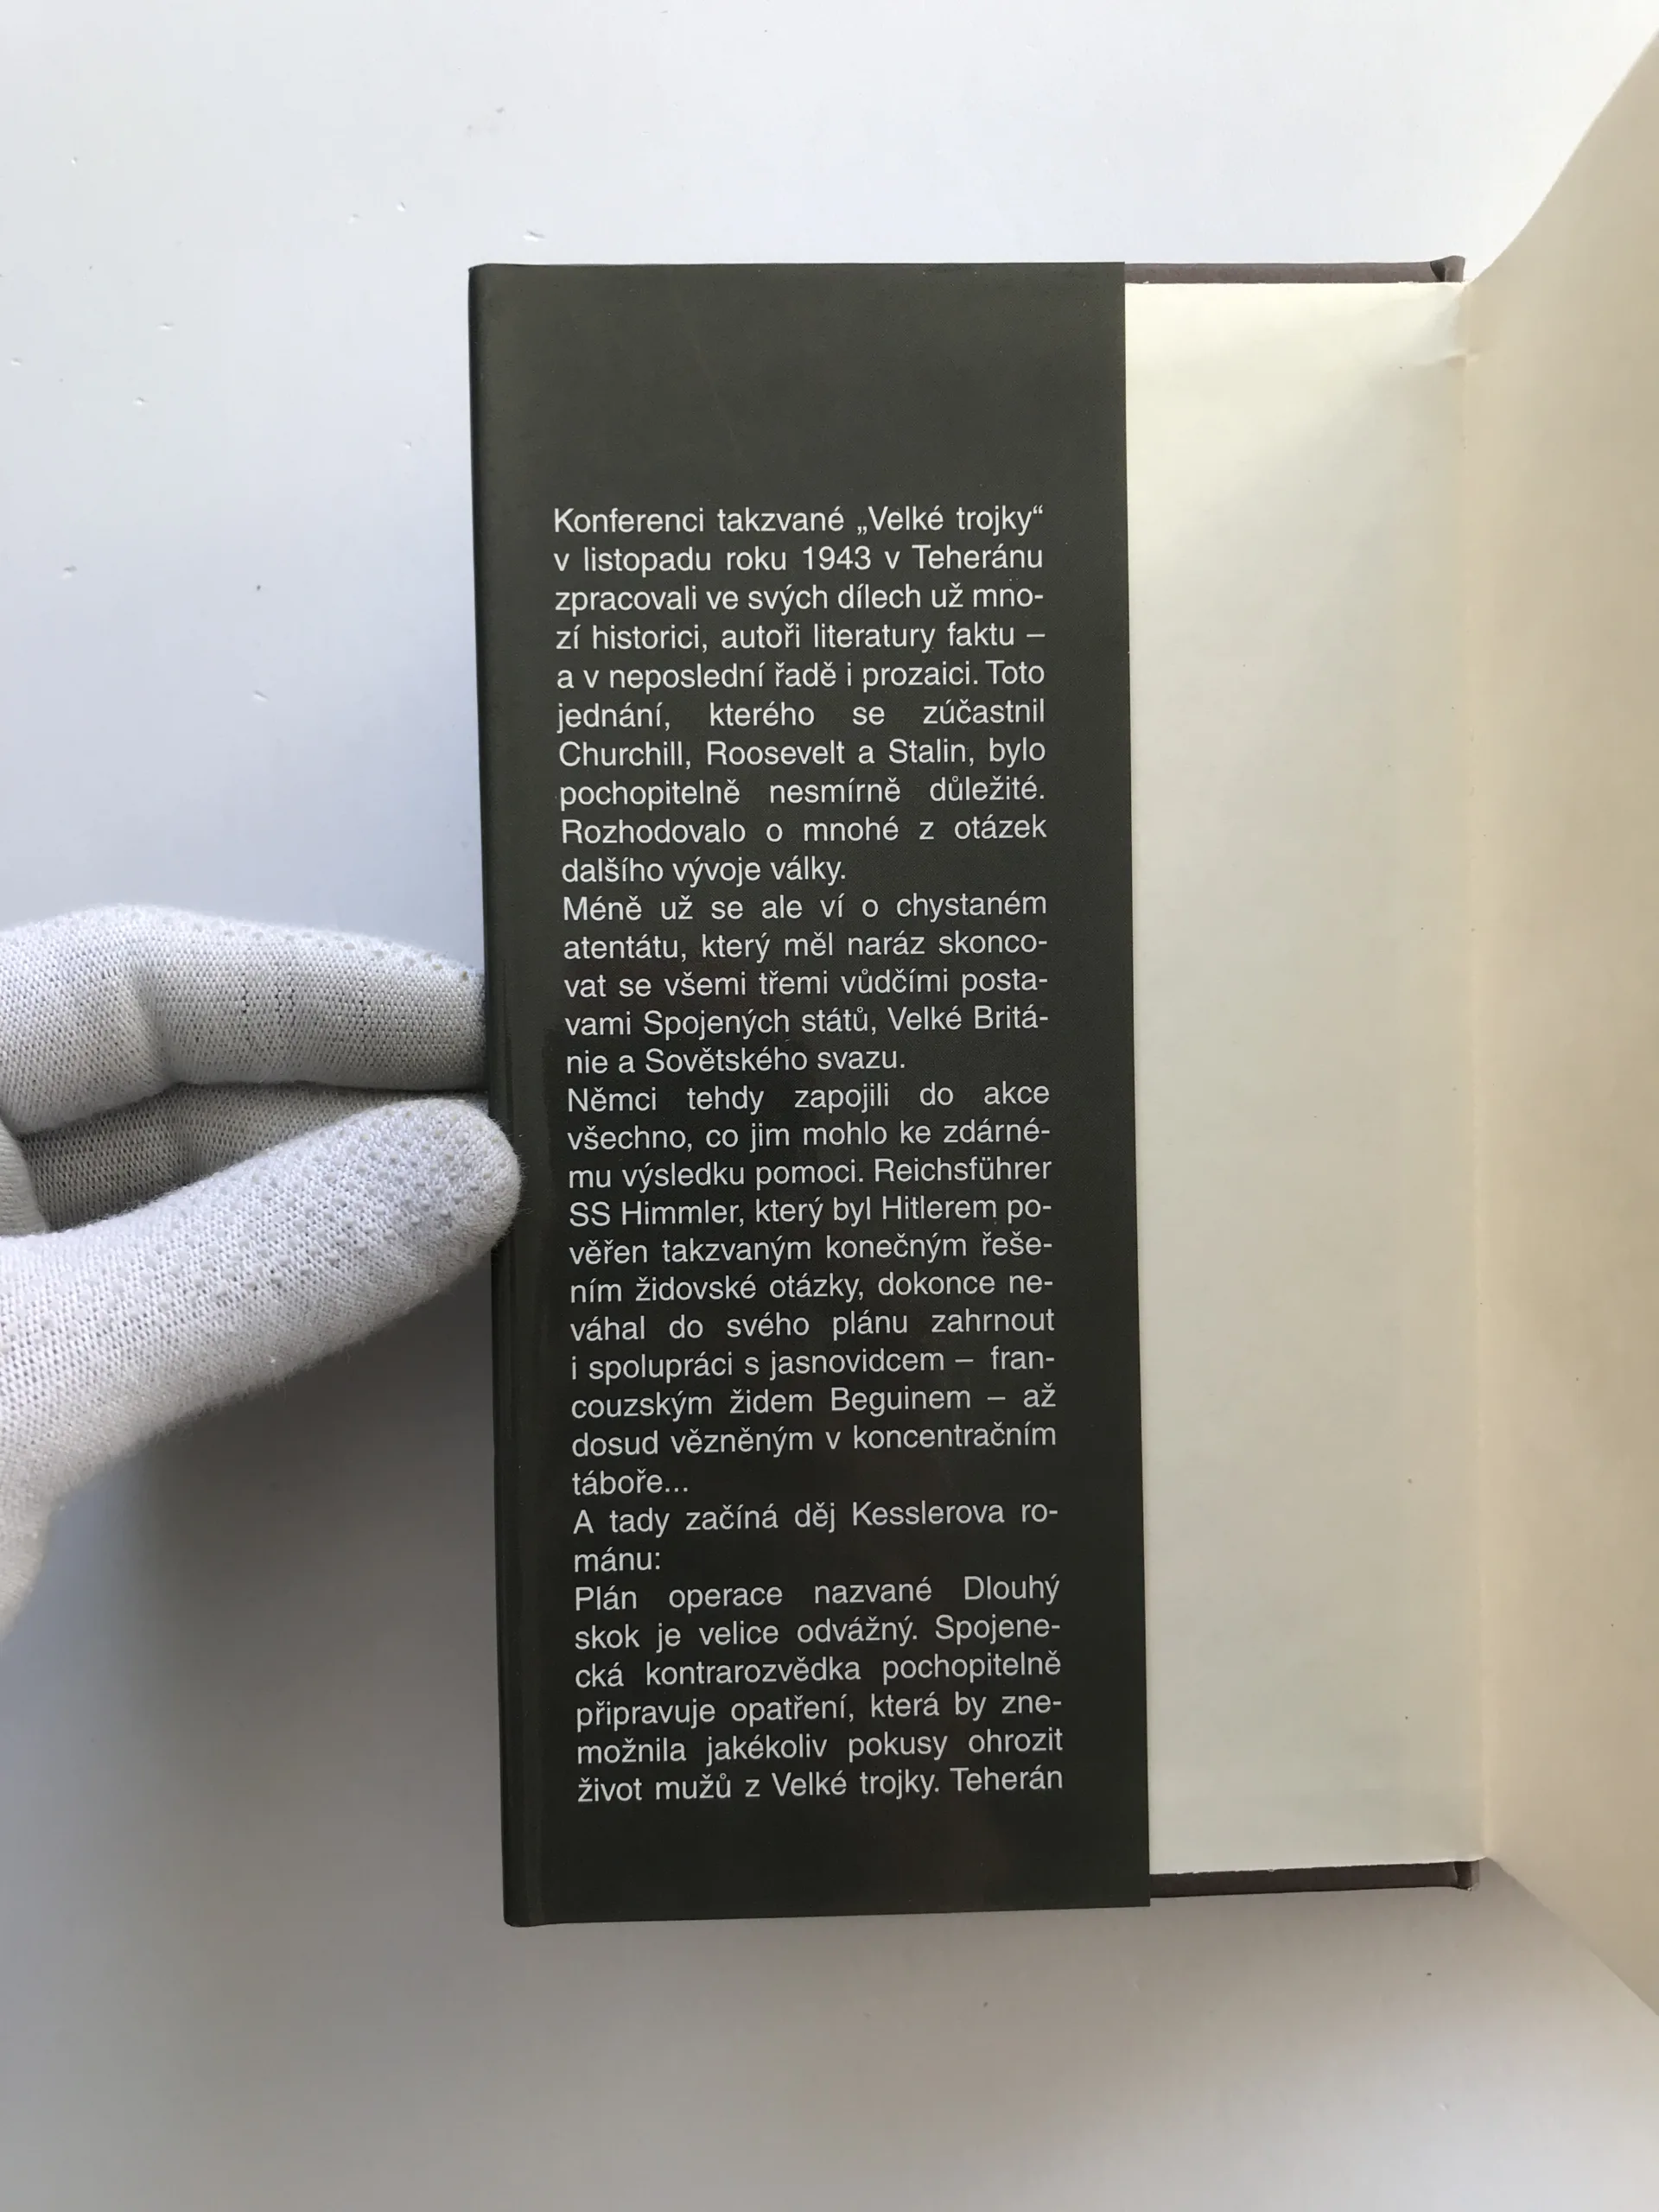 Konferenci takzvané „Velké trojky“
v listopadu roku 1943 v Teheránu
zpracovali ve svých dílech už mno-
zí historici, autoři literatury faktu –
a v neposlední řadě i prozaici. Toto
jednání, kterého se zúčastnil
Churchill, Roosevelt a Stalin, bylo
pochopitelně nesmírně důležité.
Rozhodovalo o mnohé z otázek
dalšího vývoje války.
Méně už se ale ví o chystaném
atentátu, který měl naráz skonco-
vat se všemi třemi vůdčími posta-
vami Spojených států, Velké Britá-
nie a Sovětského svazu.
Němci tehdy zapojili do akce
všechno, co jim mohlo ke zdárné-
mu výsledku pomoci. Reichsführer
SS Himmler, který byl Hitlerem po-
věřen takzvaným konečným řeše-
ním židovské otázky, dokonce ne-
váhal do svého plánu zahrnout
i spolupráci s jasnovidcem – fran-
couzským židem Beguinem – až
dosud vězněným v koncentračním
táboře...
A tady začíná děj Kesslerova ro-
mánu:
Plán operace nazvané Dlouhý
skok je velice odvážný. Spojene-
cká kontrarozvědka pochopitelně
připravuje opatření, která by zne-
možnila jakékoliv pokusy ohrozit
život mužů z Velké trojky. Teherán